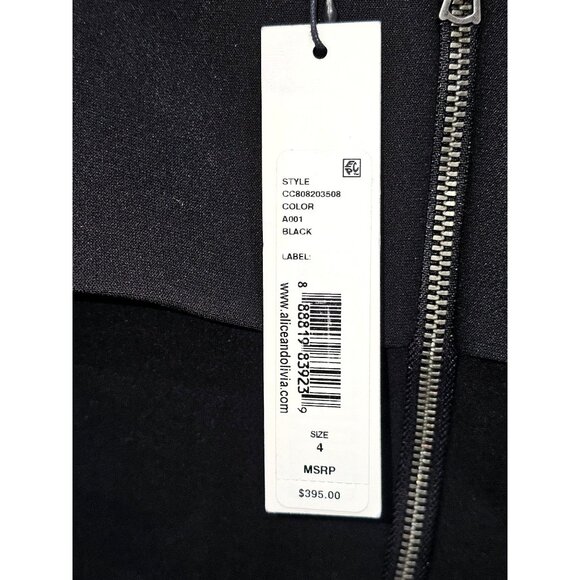 STYLE
CC808203508
COLOR
A001
BLACK
LABEL:
8 88819 83923 9
www.aliceandolivia.com
SIZE
4
MSRP
$395.00